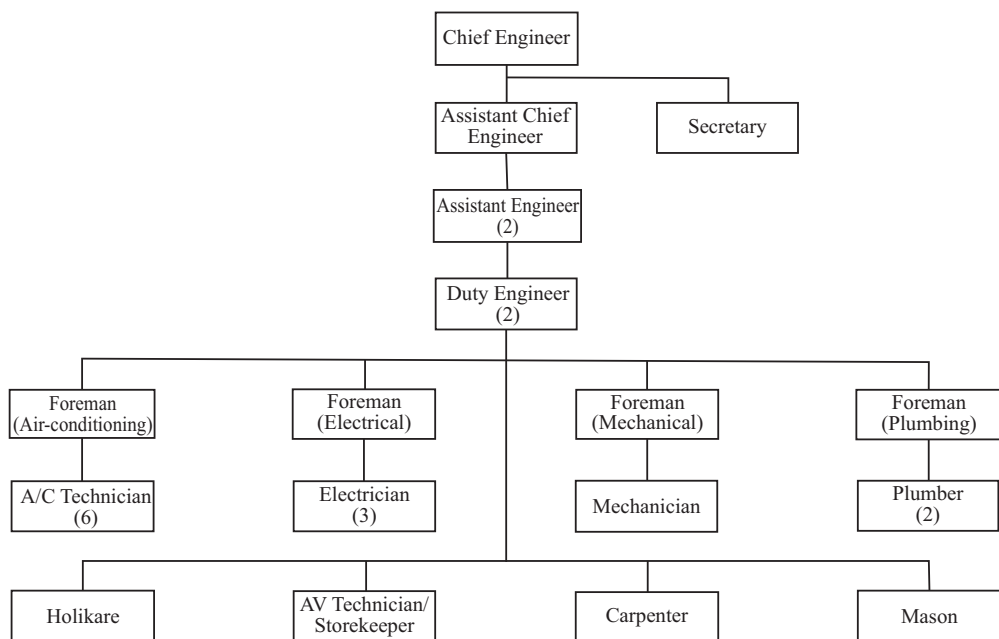 Chief Engineer
Assistant Chief
Engineer
Secretary
Assistant Engineer
(2)
Duty Engineer
(2)
Foreman
(Air-conditioning)
Foreman
(Electrical)
Foreman
(Mechanical)
Foreman
(Plumbing)
A/C Technician
(6)
Electrician
(3)
Mechanician
Plumber
(2)
Holikare
AV Technician/
Storekeeper
Carpenter
Mason